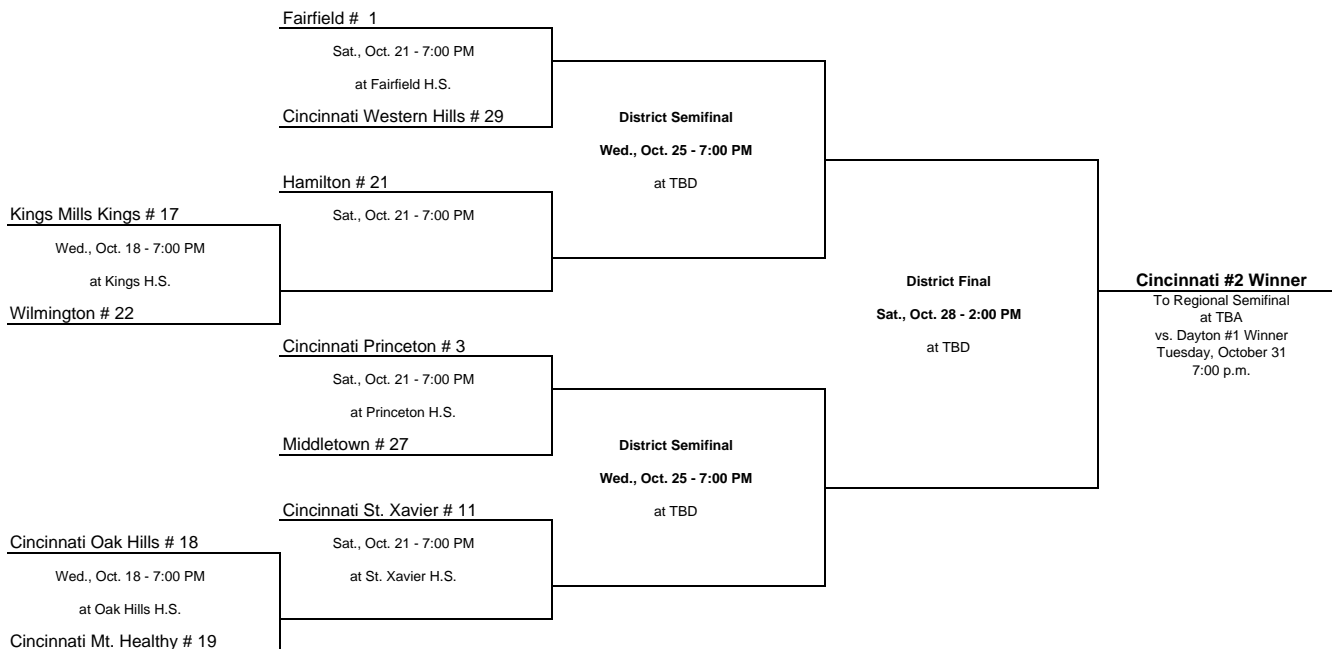 Fairfield #  1
Sat., Oct. 21 - 7:00 PM
at Fairfield H.S.
Cincinnati Western Hills # 29
District Semifinal
Wed., Oct. 25 - 7:00 PM
at TBD
Hamilton # 21
Kings Mills Kings # 17
Sat., Oct. 21 - 7:00 PM
Wed., Oct. 18 - 7:00 PM
at Kings H.S.
Wilmington # 22
District Final
Sat., Oct. 28 - 2:00 PM
at TBD
Cincinnati #2 Winner
To Regional Semifinal
at TBA
vs. Dayton #1 Winner
Tuesday, October 31
7:00 p.m.
Cincinnati Princeton # 3
Sat., Oct. 21 - 7:00 PM
at Princeton H.S.
Middletown # 27
District Semifinal
Wed., Oct. 25 - 7:00 PM
at TBD
Cincinnati St. Xavier # 11
Cincinnati Oak Hills # 18
Sat., Oct. 21 - 7:00 PM
Wed., Oct. 18 - 7:00 PM
at St. Xavier H.S.
at Oak Hills H.S.
Cincinnati Mt. Healthy # 19